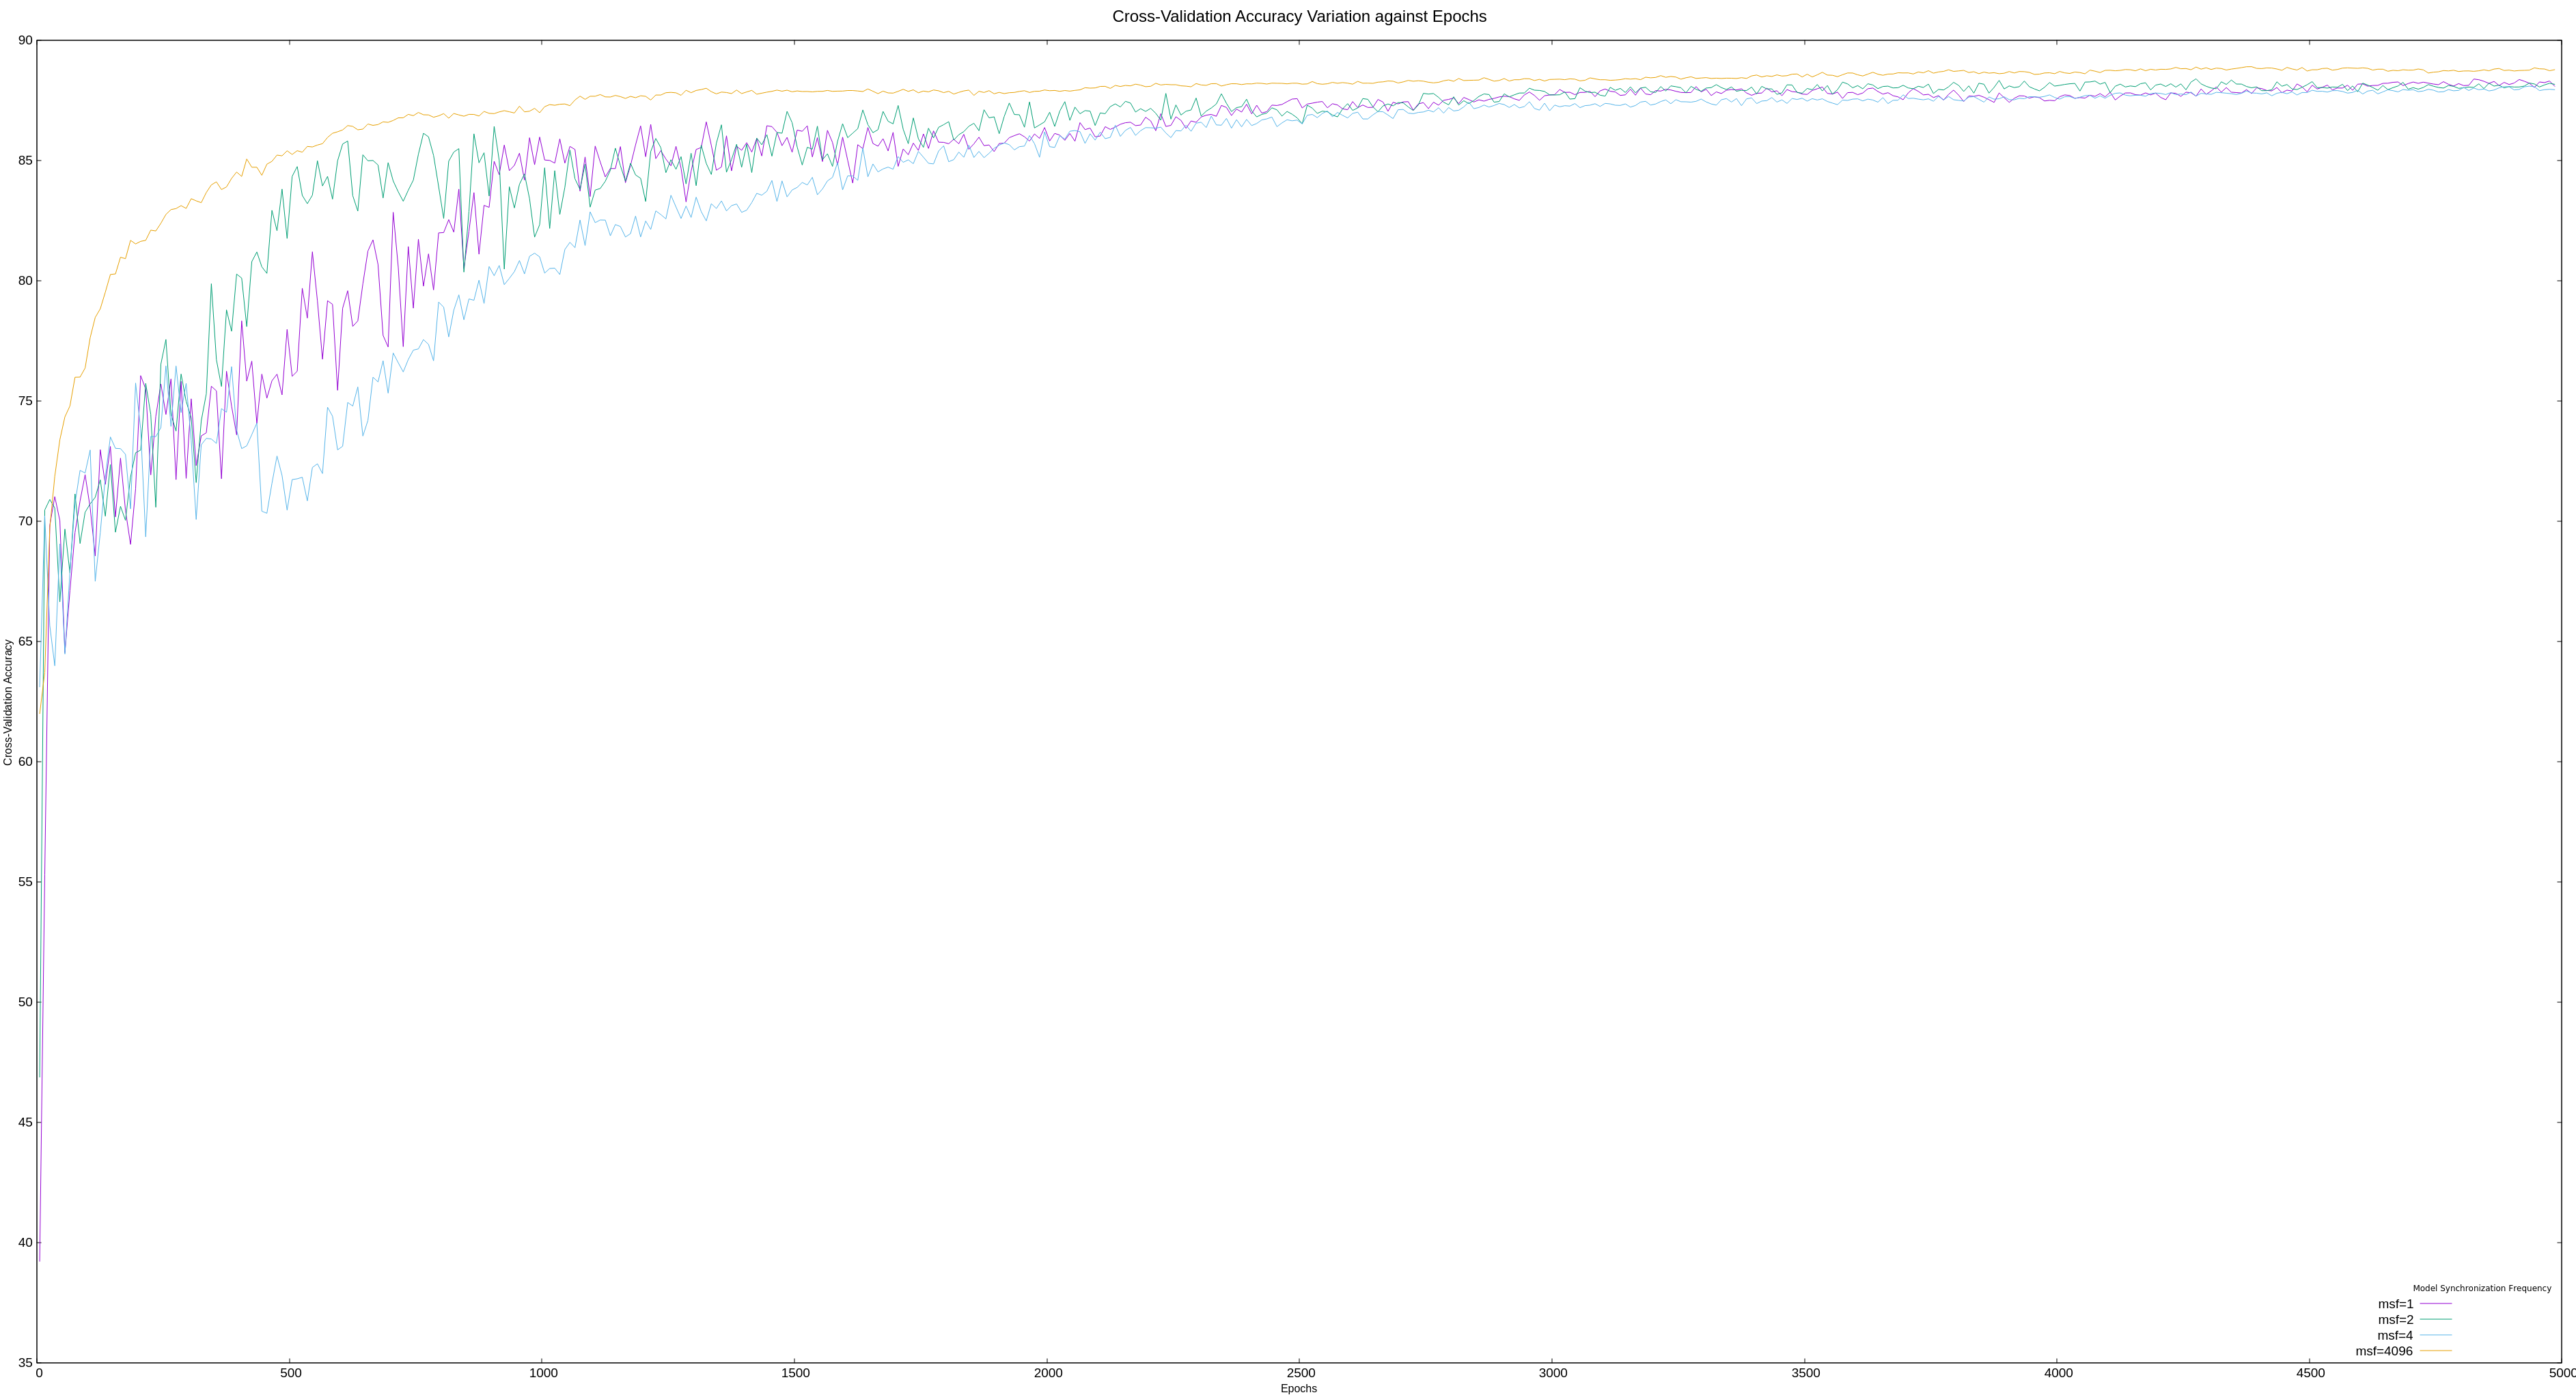 Cross-Validation Accuracy Variation against Epochs
90
85
80
75
70
65
60
55
50
45
40
35
Cross-Validation Accuracy
0 500 1000 1500 2000 2500 3000 3500 4000 4500 5000
Epochs
Model Synchronization Frequency
msf=1
msf=2
msf=4
msf=4096